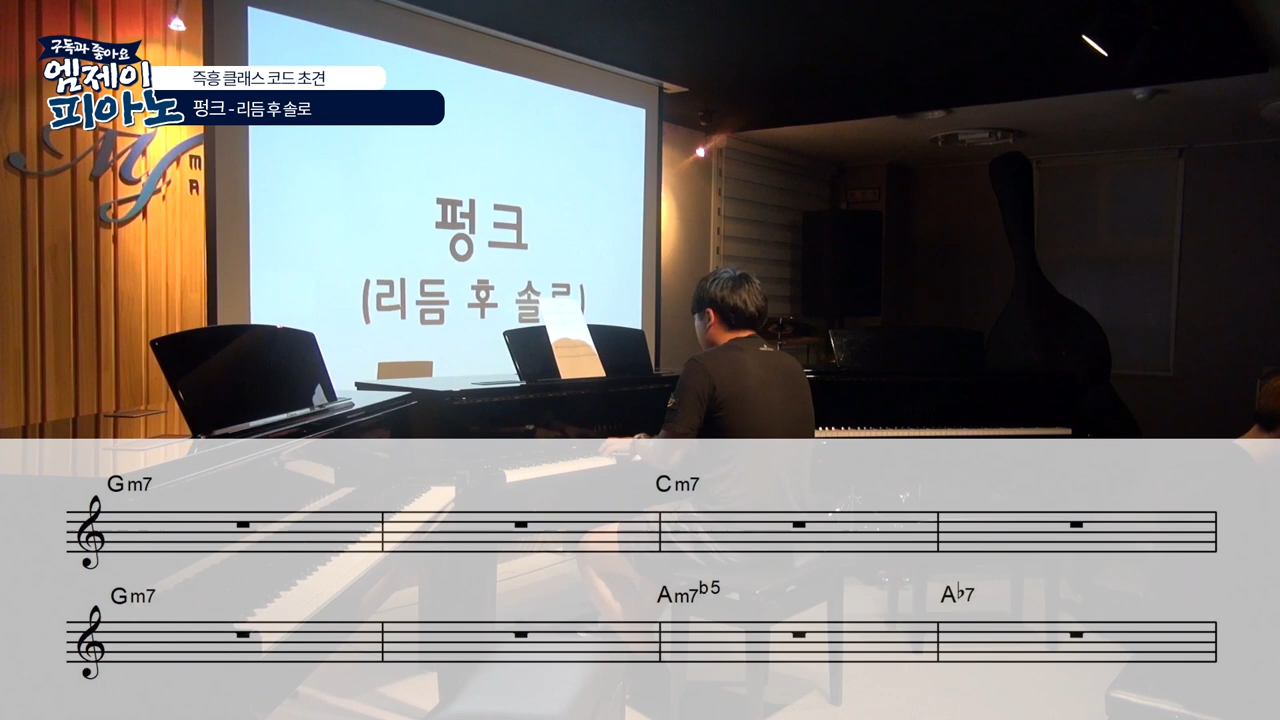 구독과 좋아요
엠제이
피아노
즉흥 클래스 코드 초견
펑크 - 리듬 후 솔로
펑크
(리듬 후 솔로)
Gm7 Cm7
Gm7 Am7b5 Ab7